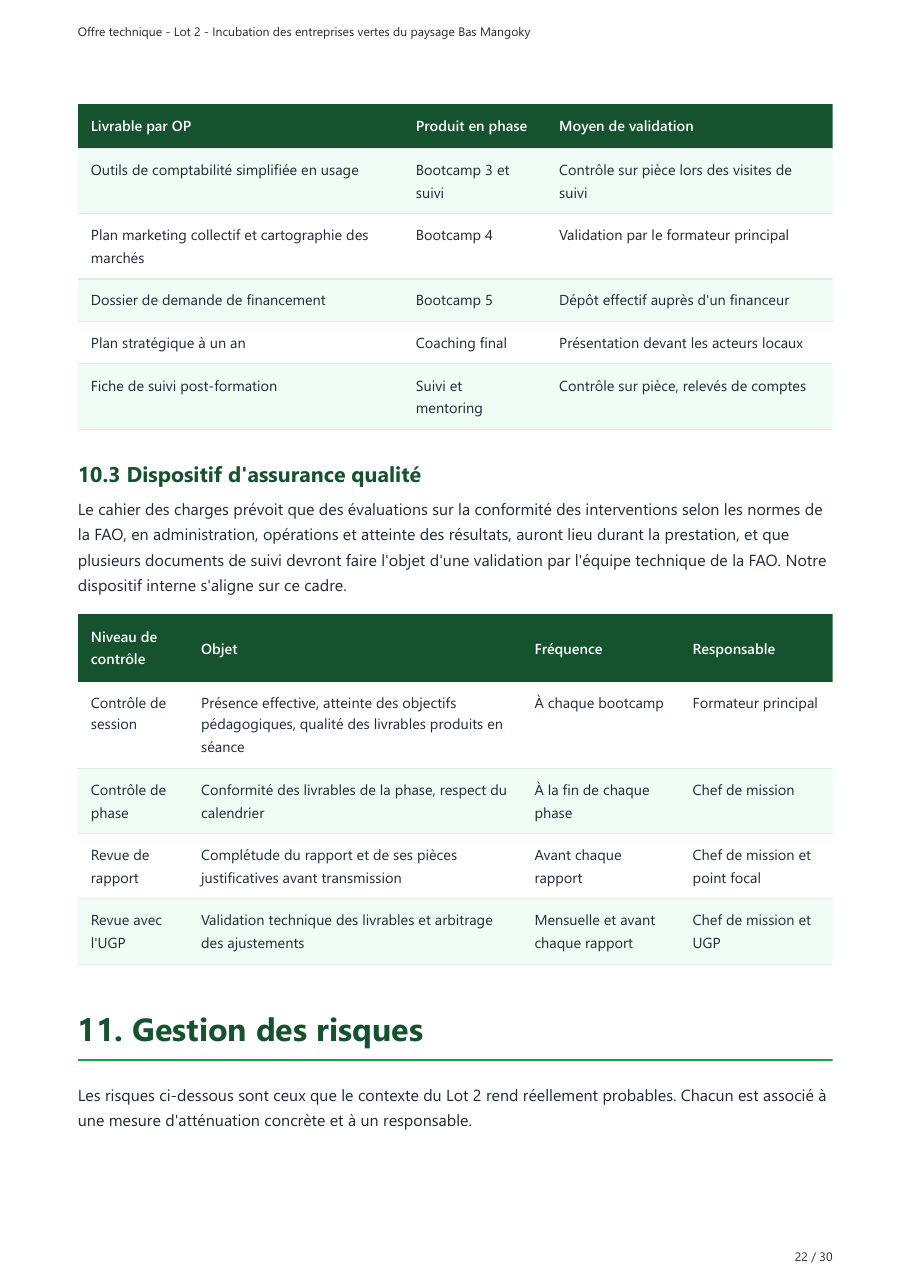 Offre technique - Lot 2 - Incubation des entreprises vertes du paysage Bas Mangoky
Livrable par OP
Produit en phase
Moyen de validation
Outils de comptabilité simplifiée en usage
Bootcamp 3 et
suivi
Contrôle sur pièce lors des visites de
suivi
Plan marketing collectif et cartographie des
marchés
Bootcamp 4
Validation par le formateur principal
Dossier de demande de financement
Bootcamp 5
Dépôt effectif auprès d'un financeur
Plan stratégique à un an
Coaching final
Présentation devant les acteurs locaux
Fiche de suivi post-formation
Suivi et
mentoring
Contrôle sur pièce, relevés de comptes
10.3 Dispositif d'assurance qualité
Le cahier des charges prévoit que des évaluations sur la conformité des interventions selon les normes de
la FAO, en administration, opérations et atteinte des résultats, auront lieu durant la prestation, et que
plusieurs documents de suivi devront faire l'objet d'une validation par l'équipe technique de la FAO. Notre
dispositif interne s'aligne sur ce cadre.
Niveau de
contrôle
Objet
Fréquence
Responsable
Contrôle de
session
Présence effective, atteinte des objectifs
pédagogiques, qualité des livrables produits en
séance
À chaque bootcamp
Formateur principal
Contrôle de
phase
Conformité des livrables de la phase, respect du
calendrier
À la fin de chaque
phase
Chef de mission
Revue de
rapport
Complétude du rapport et de ses pièces
justificatives avant transmission
Avant chaque
rapport
Chef de mission et
point focal
Revue avec
l'UGP
Validation technique des livrables et arbitrage
des ajustements
Mensuelle et avant
chaque rapport
Chef de mission et
UGP
11. Gestion des risques
Les risques ci-dessous sont ceux que le contexte du Lot 2 rend réellement probables. Chacun est associé à
une mesure d'atténuation concrète et à un responsable.
22 / 30